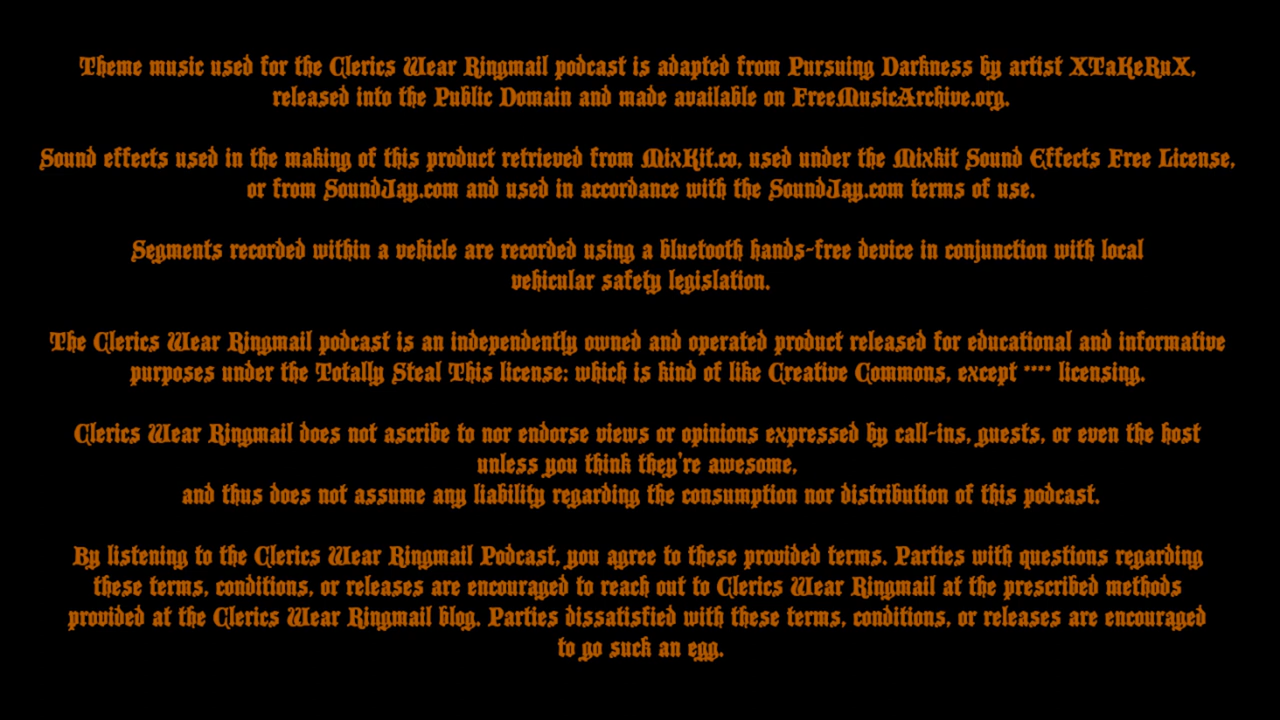 Theme music used for the Clerics Wear Ringmail podcast is adapted from Pursuing Darkness by artist XTaKeRuX,
released into the Public Domain and made available on FreeMusicArchive.org.
Sound effects used in the making of this product retrieved from MixKit.co, used under the Mixkit Sound Effects Free License,
or from SoundJay.com and used in accordance with the SoundJay.com terms of use.
Segments recorded within a vehicle are recorded using a bluetooth hands-free device in conjunction with local
vehicular safety legislation.
The Clerics Wear Ringmail podcast is an independently owned and operated product released for educational and informative
purposes under the Totally Steal This license: which is kind of like Creative Commons, except **** licensing.
Clerics Wear Ringmail does not ascribe to nor endorse views or opinions expressed by call-ins, guests, or even the host
unless you think they're awesome,
and thus does not assume any liability regarding the consumption nor distribution of this podcast.
By listening to the Clerics Wear Ringmail Podcast, you agree to these provided terms. Parties with questions regarding
these terms, conditions, or releases are encouraged to reach out to Clerics Wear Ringmail at the prescribed methods
provided at the Clerics Wear Ringmail blog. Parties dissatisfied with these terms, conditions, or releases are encouraged
to go suck an egg.